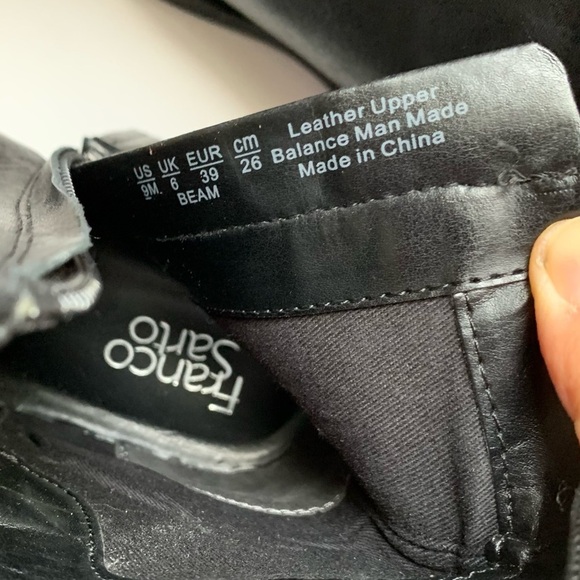 US UK EUR cm
9M. 6 39 26
BEAM
Leather Upper
Balance Man Made
Made in China
Franco
Sarto